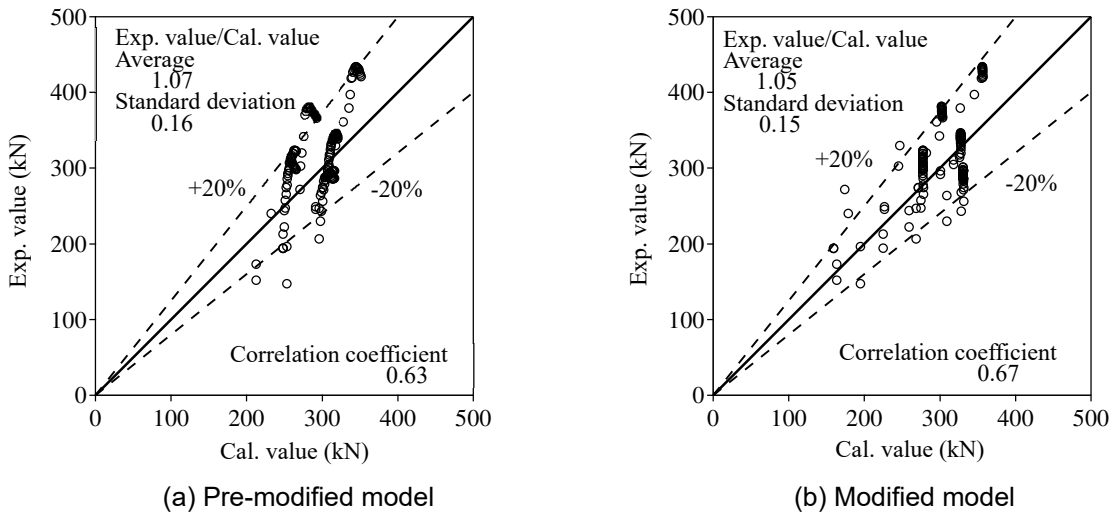 500
400
300
200
100
0
Exp. value (kN)
Exp. value/Cal. value
Average
1.07
Standard deviation
0.16
+20%
-20%
Correlation coefficient
0.63
0 100 200 300 400 500
Cal. value (kN)
(a) Pre-modified model
500
400
300
200
100
0
Exp. value (kN)
Exp. value/Cal. value
Average
1.05
Standard deviation
0.15
+20%
-20%
Correlation coefficient
0.67
0 100 200 300 400 500
Cal. value (kN)
(b) Modified model